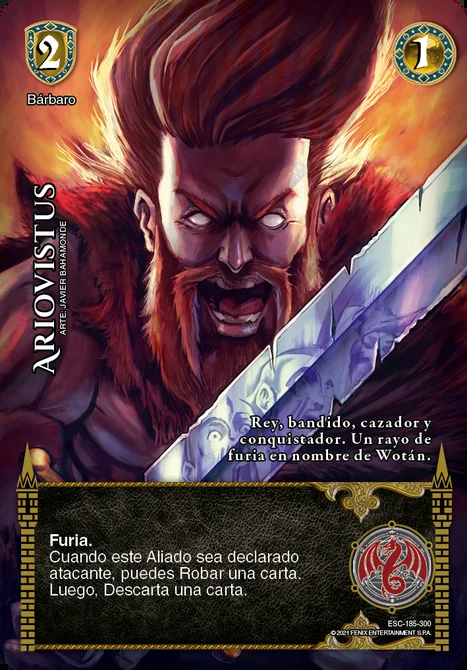 2
1
Bárbaro
ARIOVISTUS
ARTE: JAVIER BAHAMONDE
Rey, bandido, cazador y
conquistador. Un rayo de
furia en nombre de Wotán.
Furia.
Cuando este Aliado sea declarado
atacante, puedes Robar una carta.
Luego, Descarta una carta.
ESC-185-300
©2021 FENIX ENTERTAINMENT S.P.A.